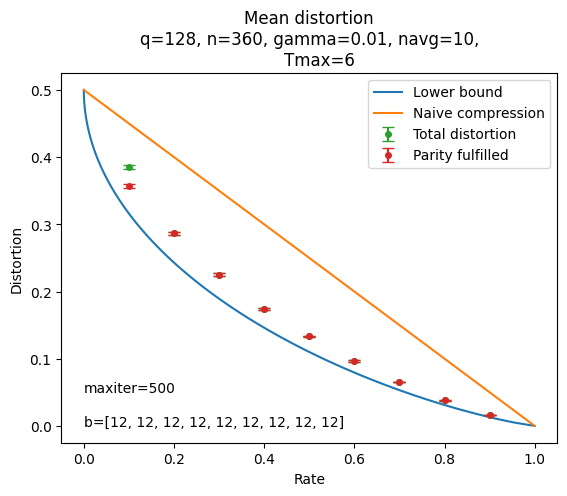 Mean distortion
q=128, n=360, gamma=0.01, navg=10,
Tmax=6
Lower bound
Naive compression
Total distortion
Parity fulfilled
0.5
0.4
0.3
0.2
0.1
0.0
Distortion
maxiter=500
b=[12, 12, 12, 12, 12, 12, 12, 12, 12]
0.0 0.2 0.4 0.6 0.8 1.0
Rate